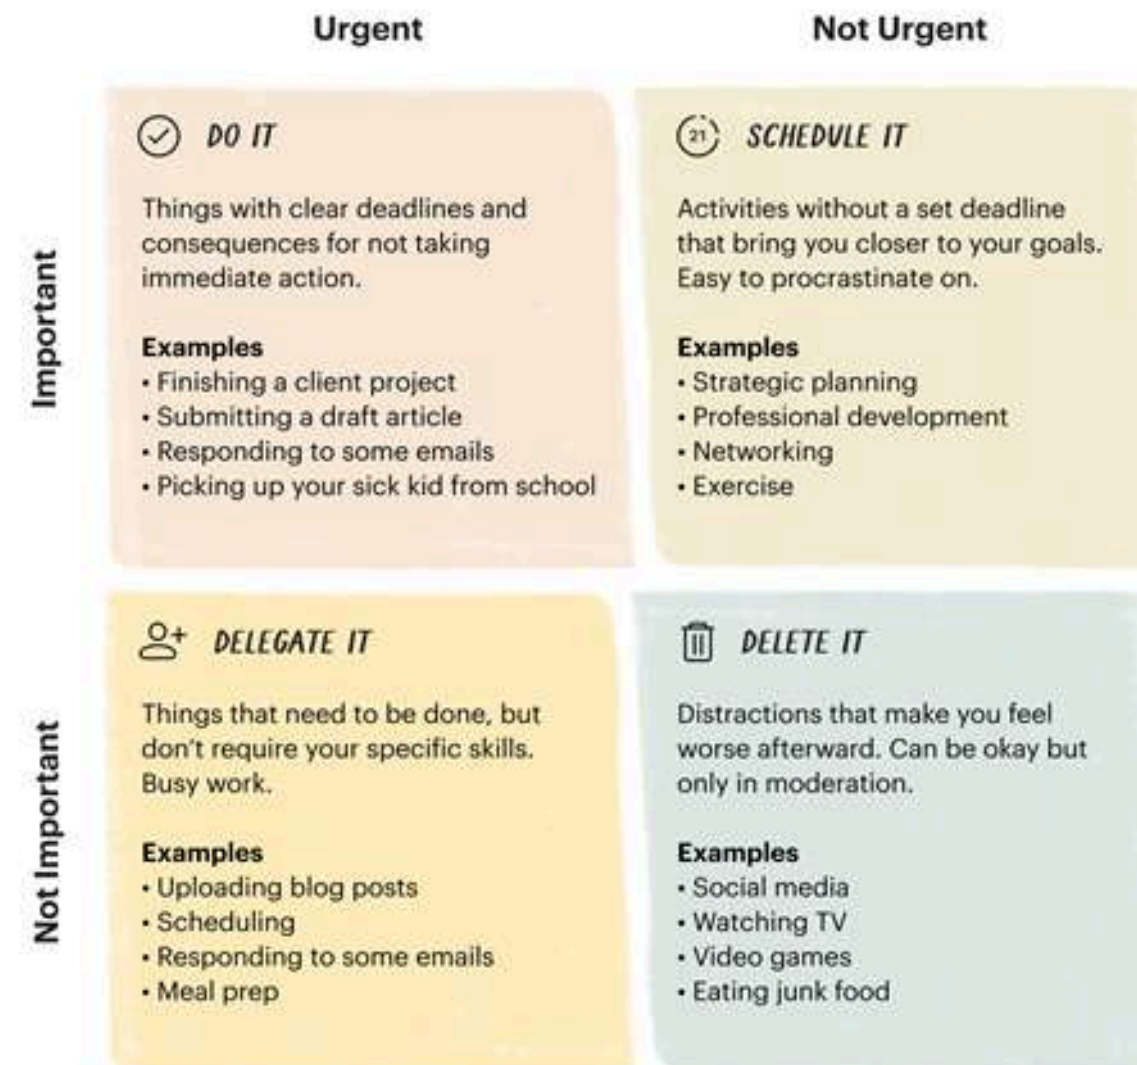 Urgent
Not Urgent
Important
DO IT
Things with clear deadlines and
consequences for not taking
immediate action.
Examples
• Finishing a client project
• Submitting a draft article
• Responding to some emails
• Picking up your sick kid from school
21
SCHEDULE IT
Activities without a set deadline
that bring you closer to your goals.
Easy to procrastinate on.
Examples
• Strategic planning
• Professional development
• Networking
• Exercise
Not Important
DELEGATE IT
Things that need to be done, but
don't require your specific skills.
Busy work.
Examples
• Uploading blog posts
• Scheduling
• Responding to some emails
• Meal prep
DELETE IT
Distractions that make you feel
worse afterward. Can be okay but
only in moderation.
Examples
• Social media
• Watching TV
• Video games
• Eating junk food